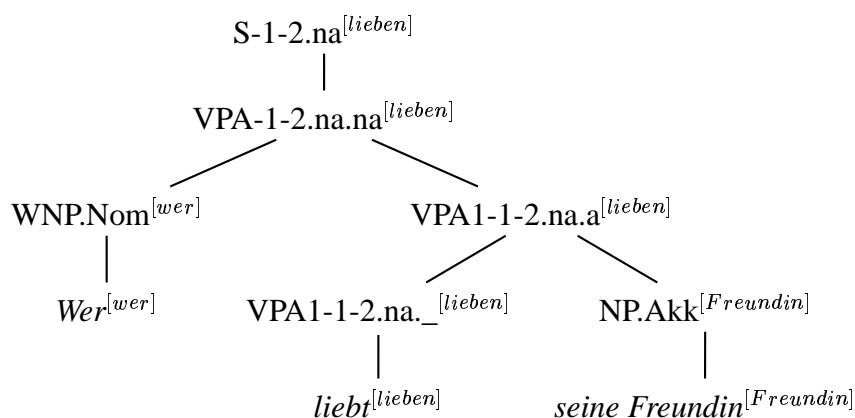 S-1-2.na[lieben]
VPA-1-2.na.na[lieben]
WNP.Nom[wer] VPA1-1-2.na.a[lieben]
Wer[wer] VPA1-1-2.na._[lieben] NP.Akk[Freundin]
liebt[lieben] seine Freundin[Freundin]